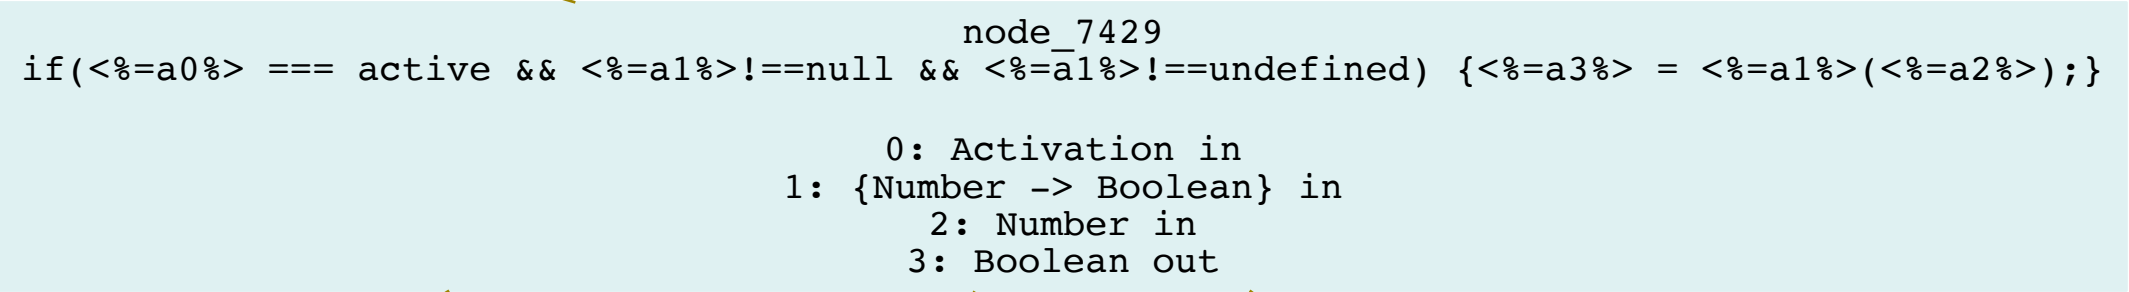 node_7429
if(<%=a0%> === active && <%=a1%>!==null && <%=a1%>!==undefined) {<%=a3%> = <%=a1%>(<%=a2%>);}
0: Activation in
1: {Number -> Boolean} in
2: Number in
3: Boolean out